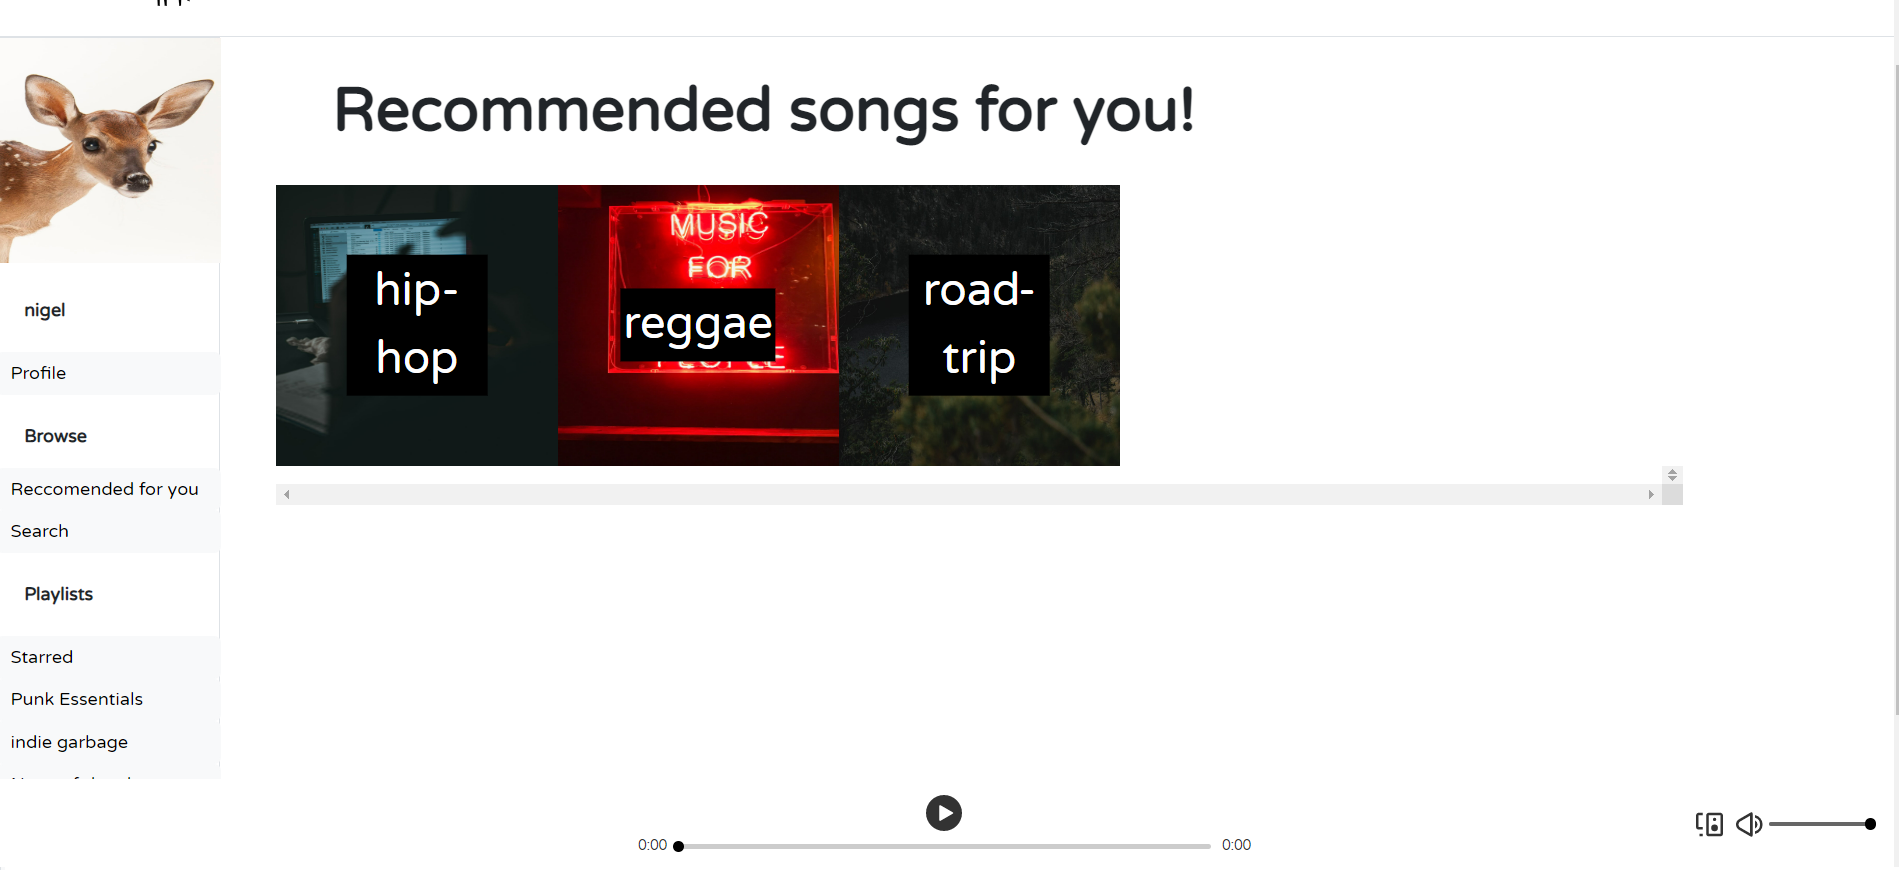 Recommended songs for you!
MUSIC
FOR
hip-
hop
reggae
road-
trip
nigel
Profile
Browse
Reccomended for you
Search
Playlists
Starred
Punk Essentials
indie garbage
0:00
0:00